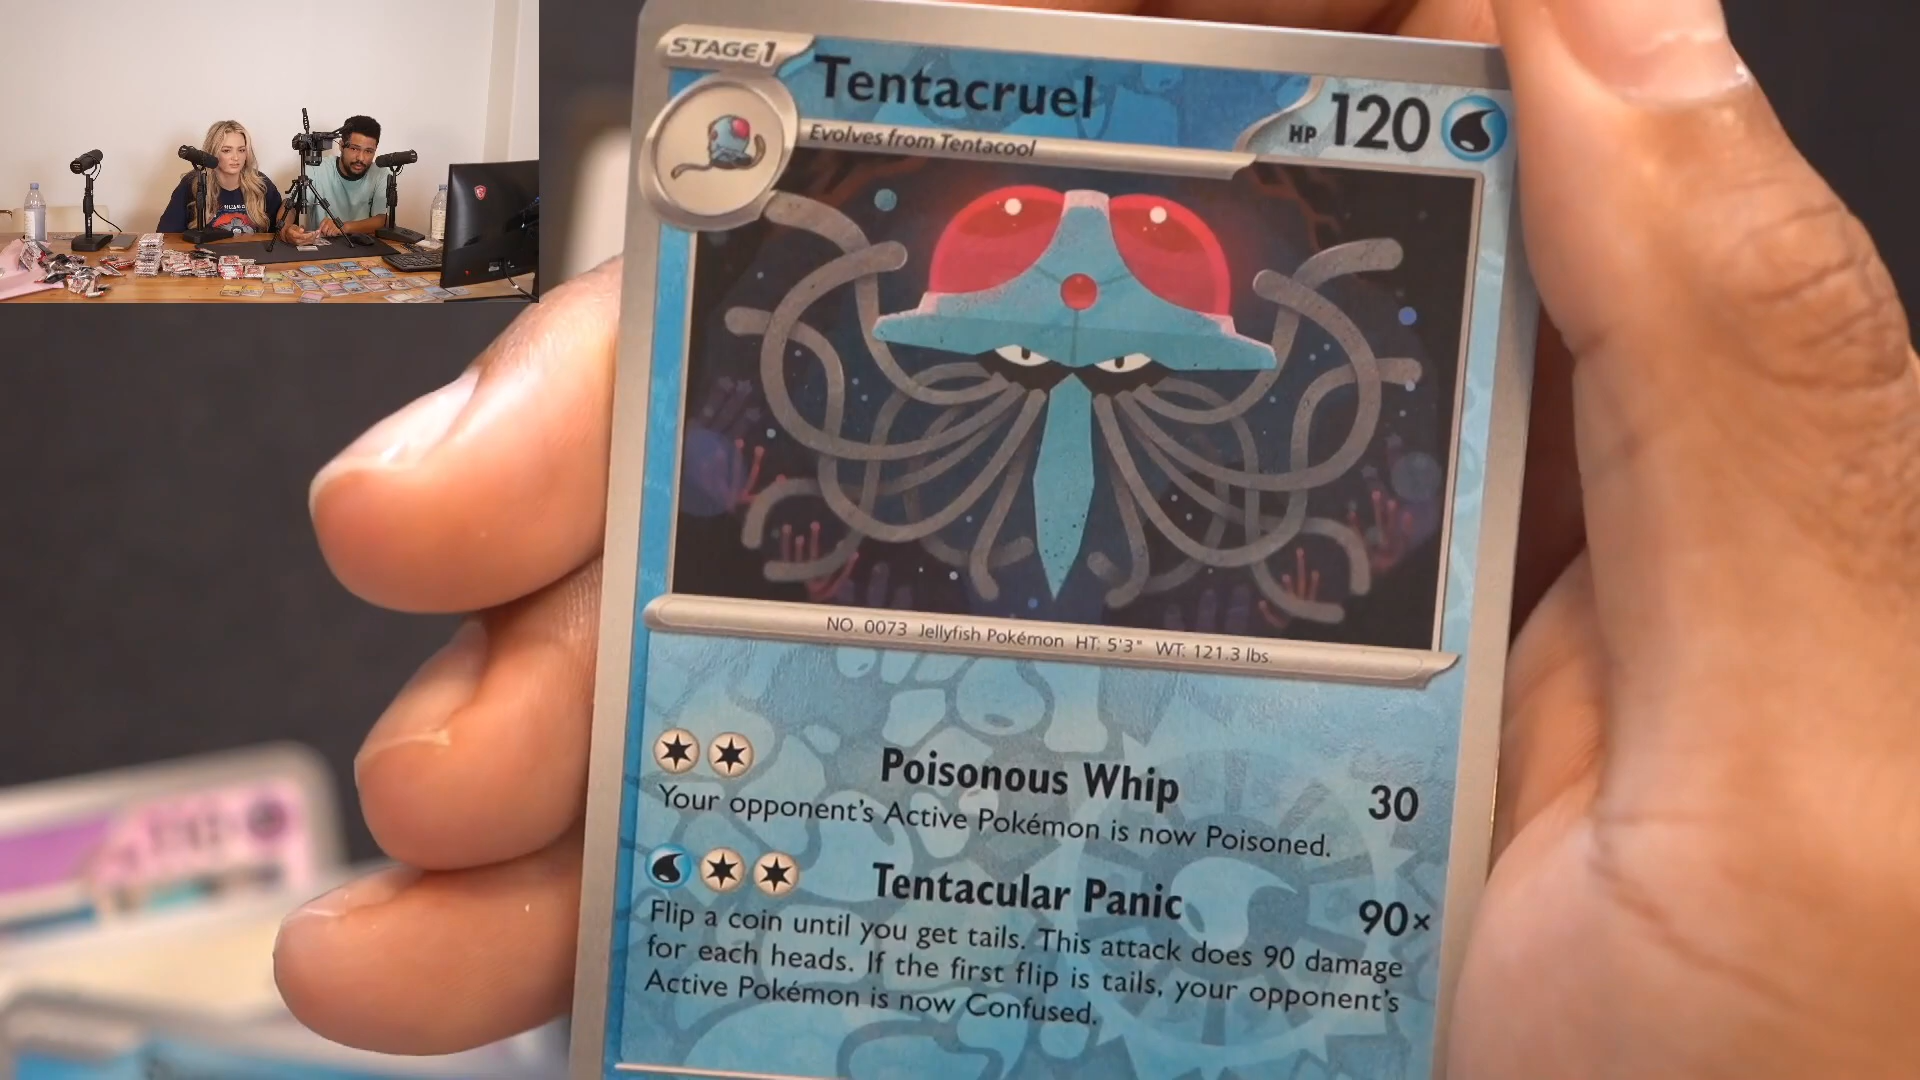 STAGE 1
Tentacruel
HP 120
Evolves from Tentacool
NO. 0073 Jellyfish Pokémon HT: 5'3" WT: 121.3 lbs.
Poisonous Whip 30
Your opponent's Active Pokémon is now Poisoned.
Tentacular Panic 90×
Flip a coin until you get tails. This attack does 90 damage
for each heads. If the first flip is tails, your opponent's
Active Pokémon is now Confused.